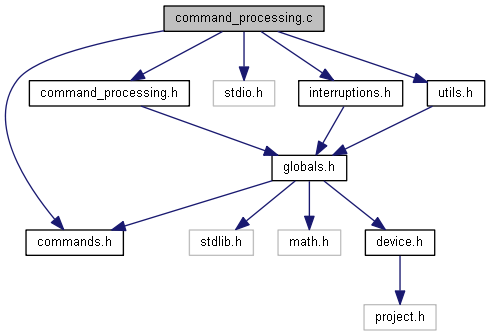 command_processing.c
command_processing.h
stdio.h
interruptions.h
utils.h
globals.h
commands.h
stdlib.h
math.h
device.h
project.h